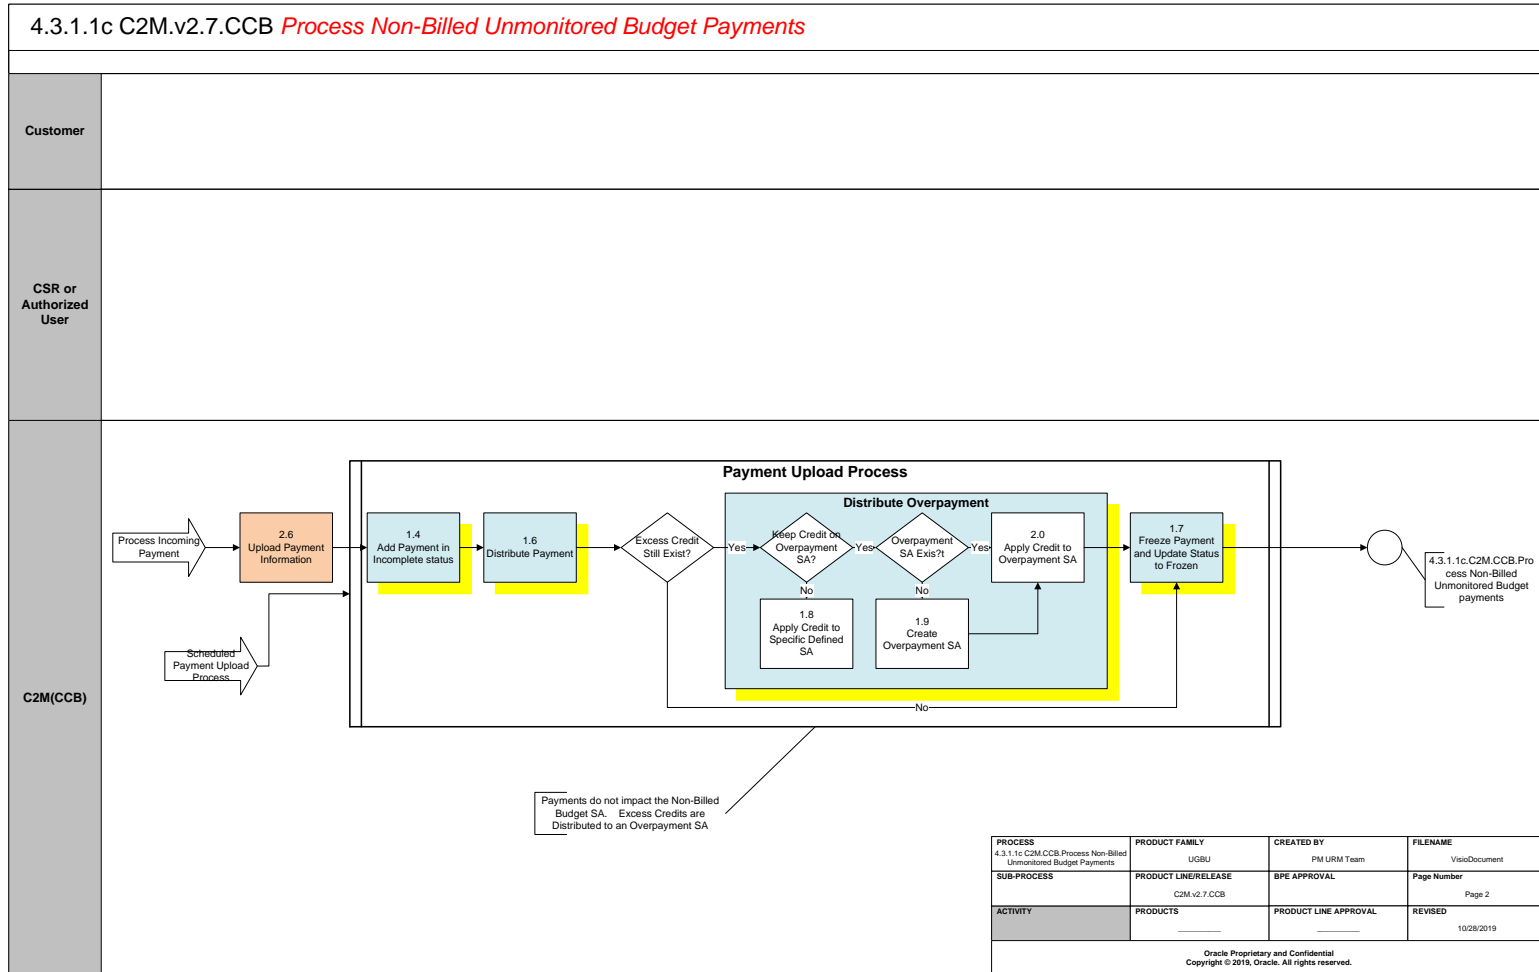 4.3.1.1c C2M.v2.7.CCB Process Non-Billed Unmonitored Budget Payments
Customer
CSR or
Authorized
User
C2M(CCB)
Payment Upload Process
Distribute Overpayment
Process Incoming
Payment
2.6
Upload Payment
Information
1.4
Add Payment in
Incomplete status
1.6
Distribute Payment
Excess Credit
Still Exist?
Yes
Keep Credit on
Overpayment
SA?
Yes
Overpayment
SA Exis?t
Yes
2.0
Apply Credit to
Overpayment SA
1.7
Freeze Payment
and Update Status
to Frozen
4.3.1.1c.C2M.CCB.Pro
cess Non-Billed
Unmonitored Budget
payments
No
No
1.8
Apply Credit to
Specific Defined
SA
1.9
Create
Overpayment SA
Scheduled
Payment Upload
Process
No
Payments do not impact the Non-Billed
Budget SA. Excess Credits are
Distributed to an Overpayment SA
PROCESS
4.3.1.1c C2M.CCB.Process Non-Billed
Unmonitored Budget Payments
PRODUCT FAMILY
UGBU
CREATED BY
PM URM Team
FILENAME
VisioDocument
SUB-PROCESS
PRODUCT LINE/RELEASE
C2M.v2.7.CCB
BPE APPROVAL
Page Number
Page 2
ACTIVITY
PRODUCTS
PRODUCT LINE APPROVAL
REVISED
10/28/2019
Oracle Proprietary and Confidential
Copyright © 2019, Oracle. All rights reserved.